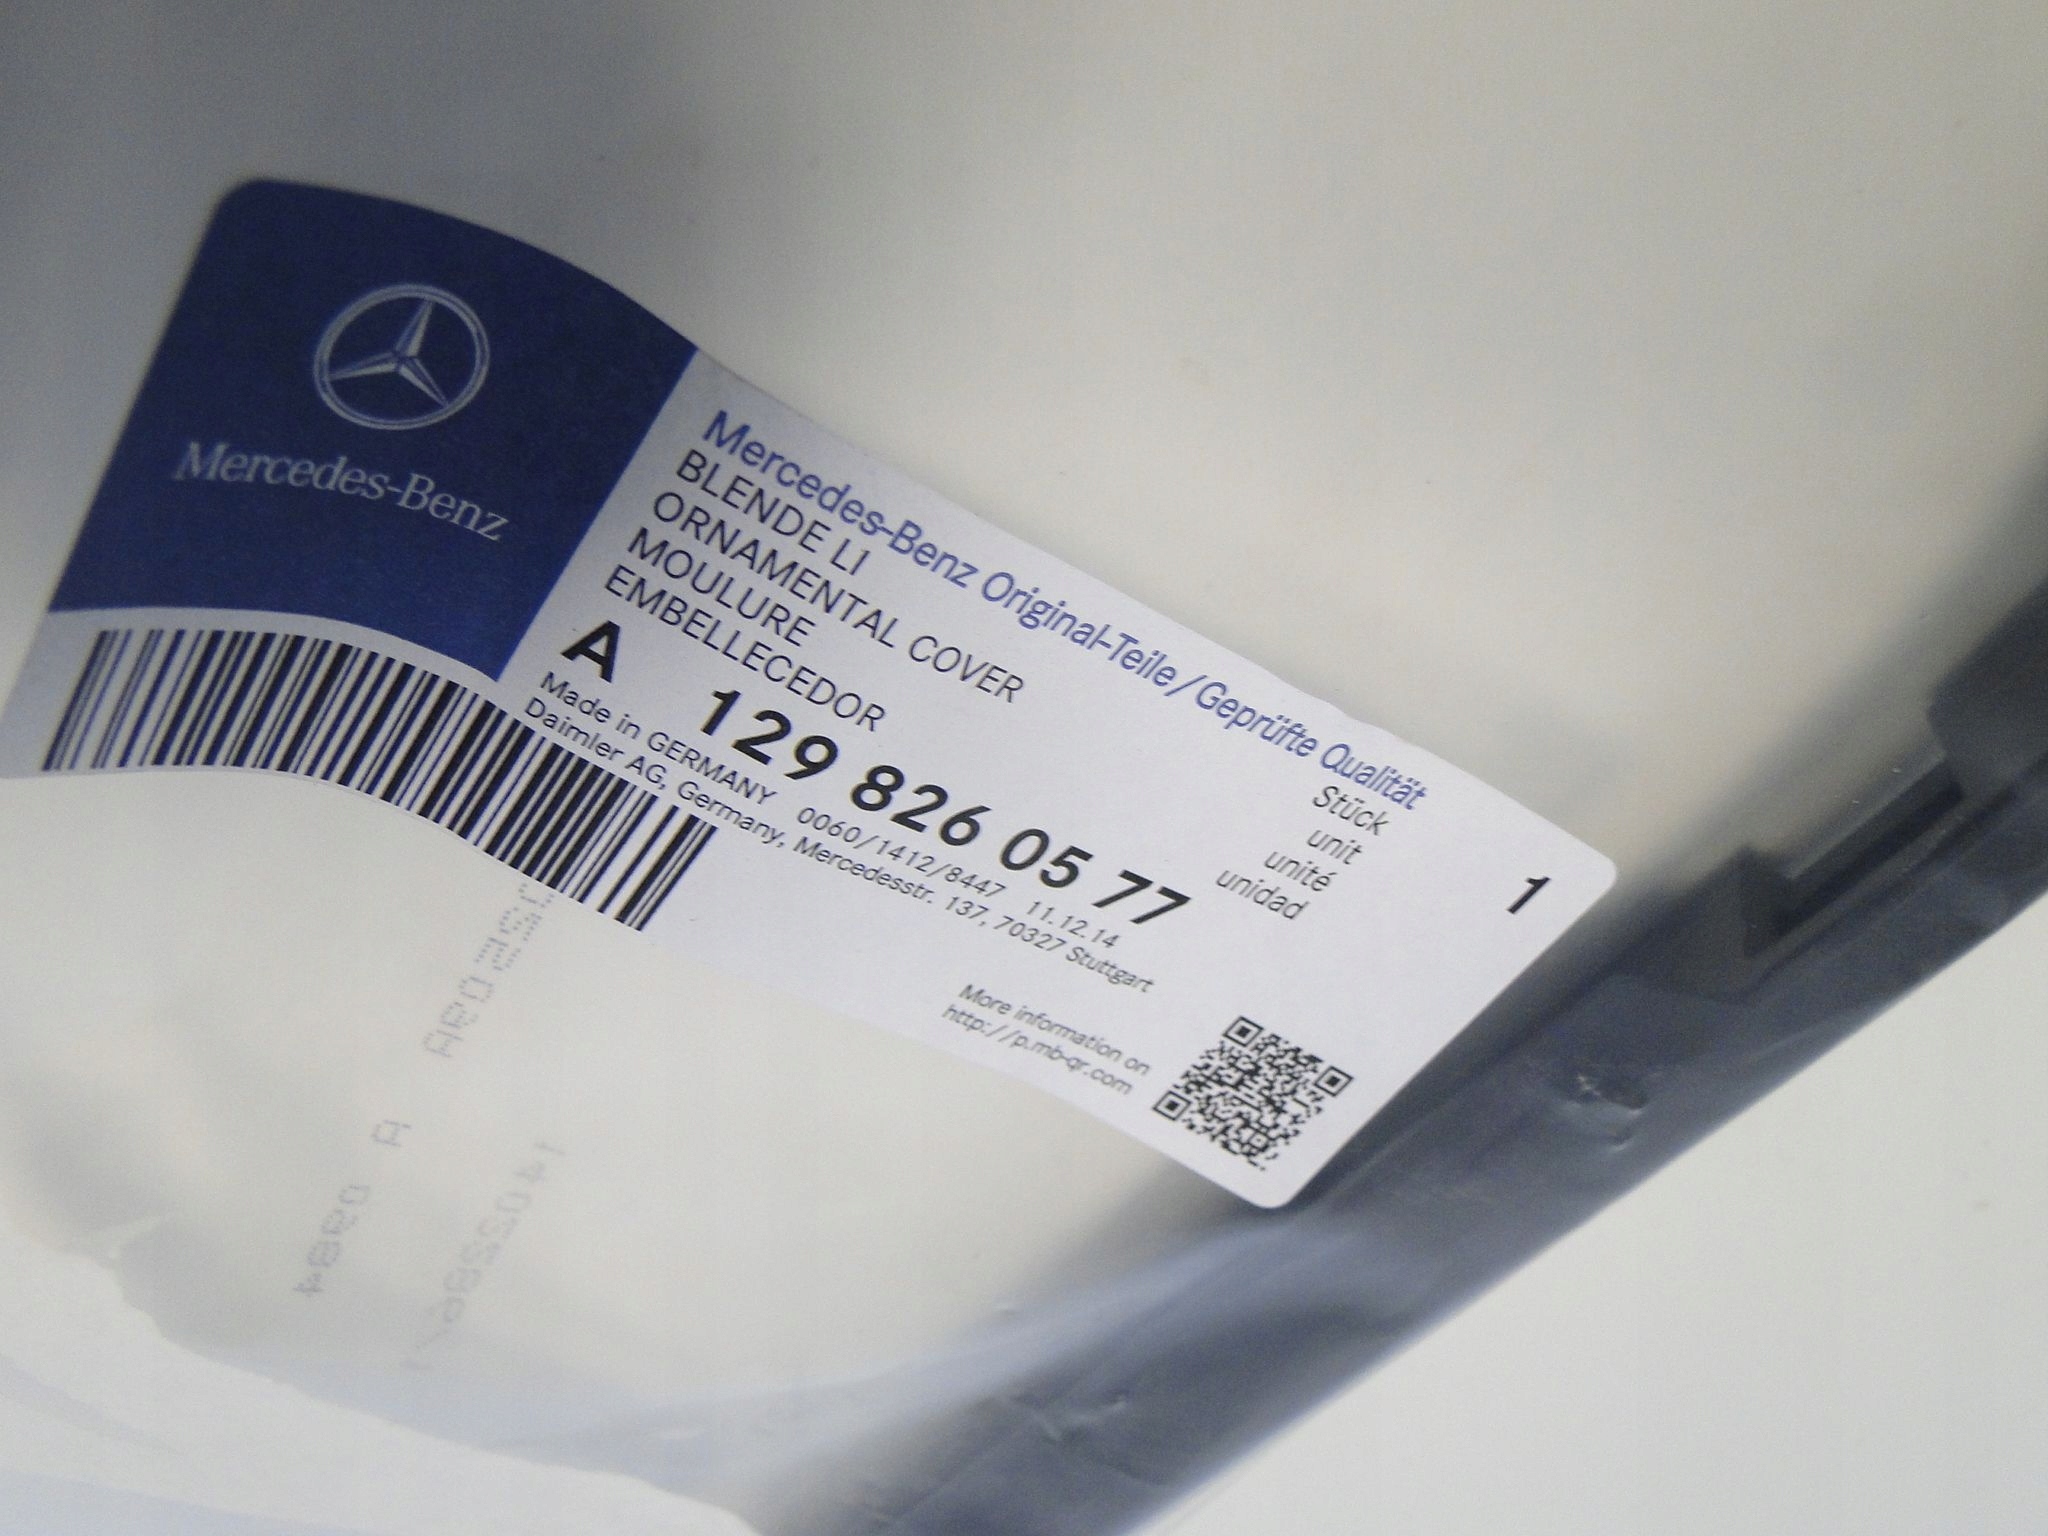 Mercedes-Benz
Mercedes-Benz Original-Teile / Geprüfte Qualität
BLENDE LI
ORNAMENTAL COVER
MOULURE
EMBELLECEDOR
Stück
unit
unité
unidad
1
A 129 826 05 77
Made in GERMANY 0060/1412/8447 11.12.14
Daimler AG, Germany, Mercedesstr. 137, 70327 Stuttgart
More information on
http://p.mb-qr.com